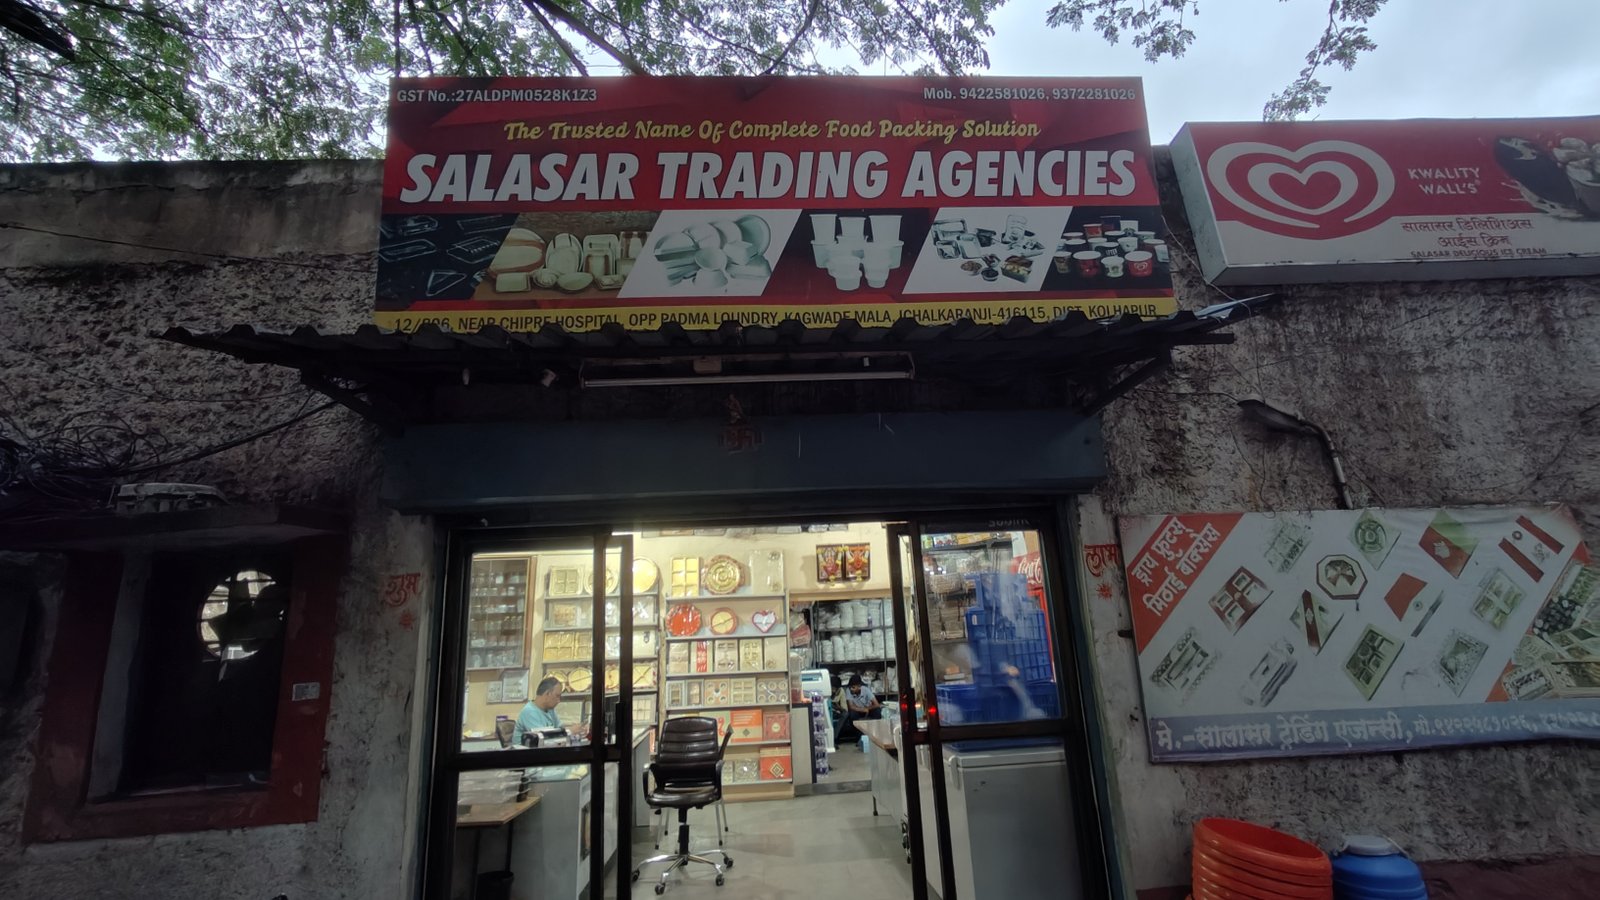 GST No.:27ALDPM0528K1Z3
Mob. 9422581026, 9372281026
The Trusted Name Of Complete Food Packing Solution
SALASAR TRADING AGENCIES
NEAR CHIPRE HOSPITAL, OPP PADMA LOUNDRY, KAGWADE MALA, ICHALKARANJI-416115, DIST. KOLHAPUR
KWALITY
WALL'S
सालासर डिलिशिअस
आईस क्रिम
SALASAR DELICIOUS ICE CREAM
शुभ
लाभ
ड्राय फ्रुटस्
मिठाई बॉक्सेस
मे.-सालासर ट्रेडिंग एजन्सी, मो.९४२२५८१०२६,